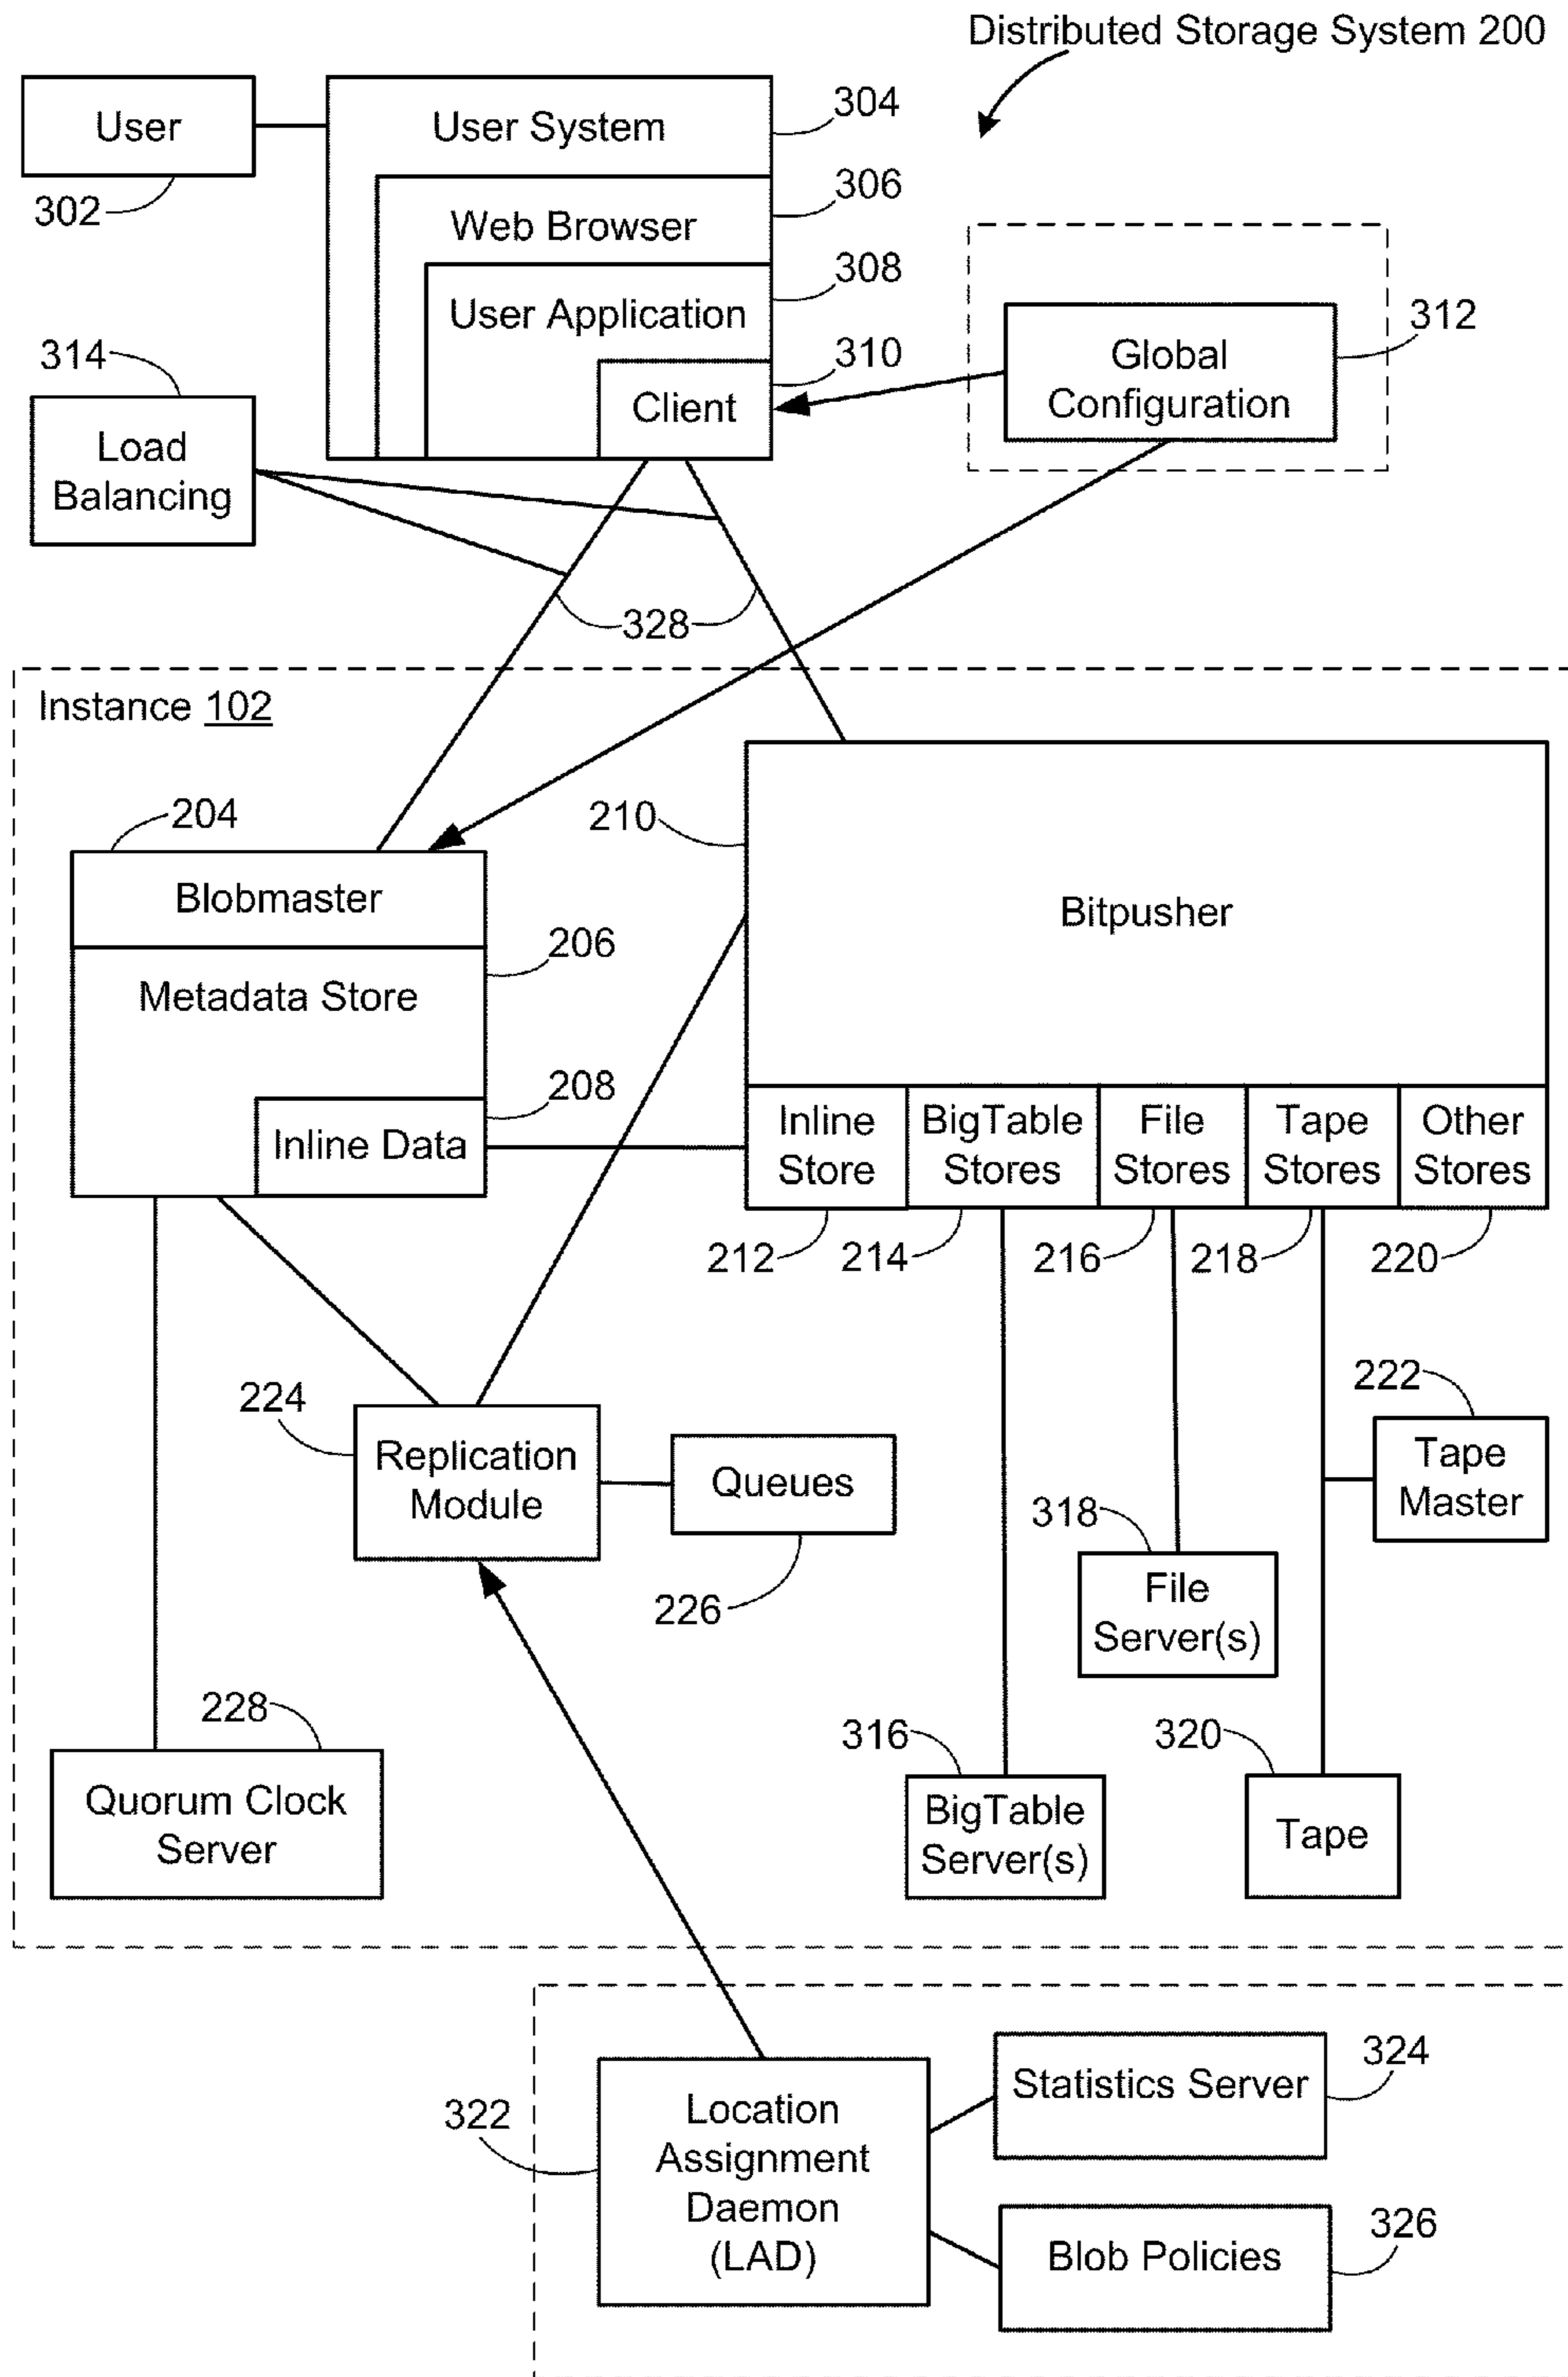 Distributed Storage System 200
User
302
User System
304
Web Browser
306
User Application
308
Client
310
Global
Configuration
312
314
Load
Balancing
328
Instance 102
204
Blobmaster
206
Metadata Store
208
Inline Data
210
Bitpusher
Inline
Store
BigTable
Stores
File
Stores
Tape
Stores
Other
Stores
212
214
216
218
220
224
Replication
Module
Queues
226
222
Tape
Master
318
File
Server(s)
228
Quorum Clock
Server
316
BigTable
Server(s)
320
Tape
322
Location
Assignment
Daemon
(LAD)
Statistics Server
324
Blob Policies
326